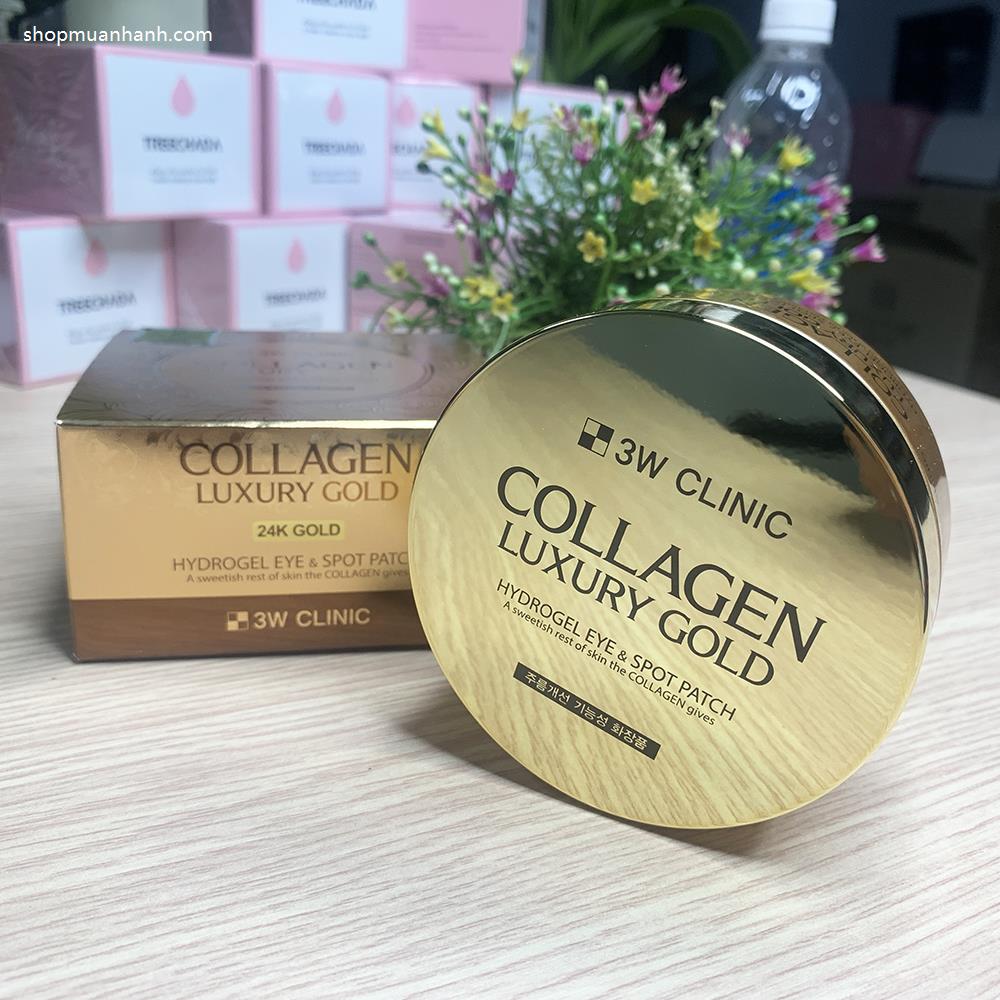 shopmuanhanh.com
TREECHADA
TREECHADA
TREECHADA
TREECHADA
COLLAGEN
COLLAGEN
LUXURY GOLD
24K GOLD
HYDROGEL EYE & SPOT PATC
A sweetish rest of skin the COLLAGEN gives
3W CLINIC
3W CLINIC
COLLAGEN
LUXURY GOLD
HYDROGEL EYE & SPOT PATCH
A sweetish rest of skin the COLLAGEN gives
주름개선 기능성 화장품